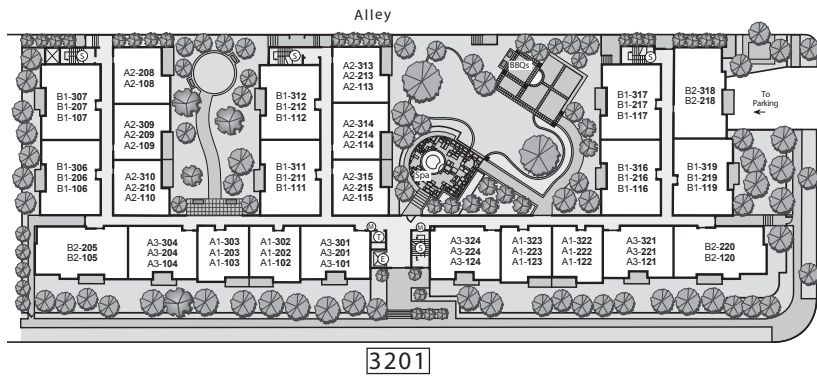 Alley
B1-307
B1-207
B1-107
A2-208
A2-108
A2-309
A2-209
A2-109
B1-306
B1-206
B1-106
A2-310
A2-210
A2-110
S
B1-312
B1-212
B1-112
B1-311
B1-211
B1-111
S
A2-313
A2-213
A2-113
A2-314
A2-214
A2-114
A2-315
A2-215
A2-115
BBQs
Spa
S
B1-317
B1-217
B1-117
B1-316
B1-216
B1-116
B2-318
B2-218
B1-319
B1-219
B1-119
To
Parking
B2-205
B2-105
A3-304
A3-204
A3-104
A1-303
A1-203
A1-103
A1-302
A1-202
A1-102
A3-301
A3-201
A3-101
M
T
E
M
S
A3-324
A3-224
A3-124
A1-323
A1-223
A1-123
A1-322
A1-222
A1-122
A3-321
A3-221
A3-121
B2-220
B2-120
3201